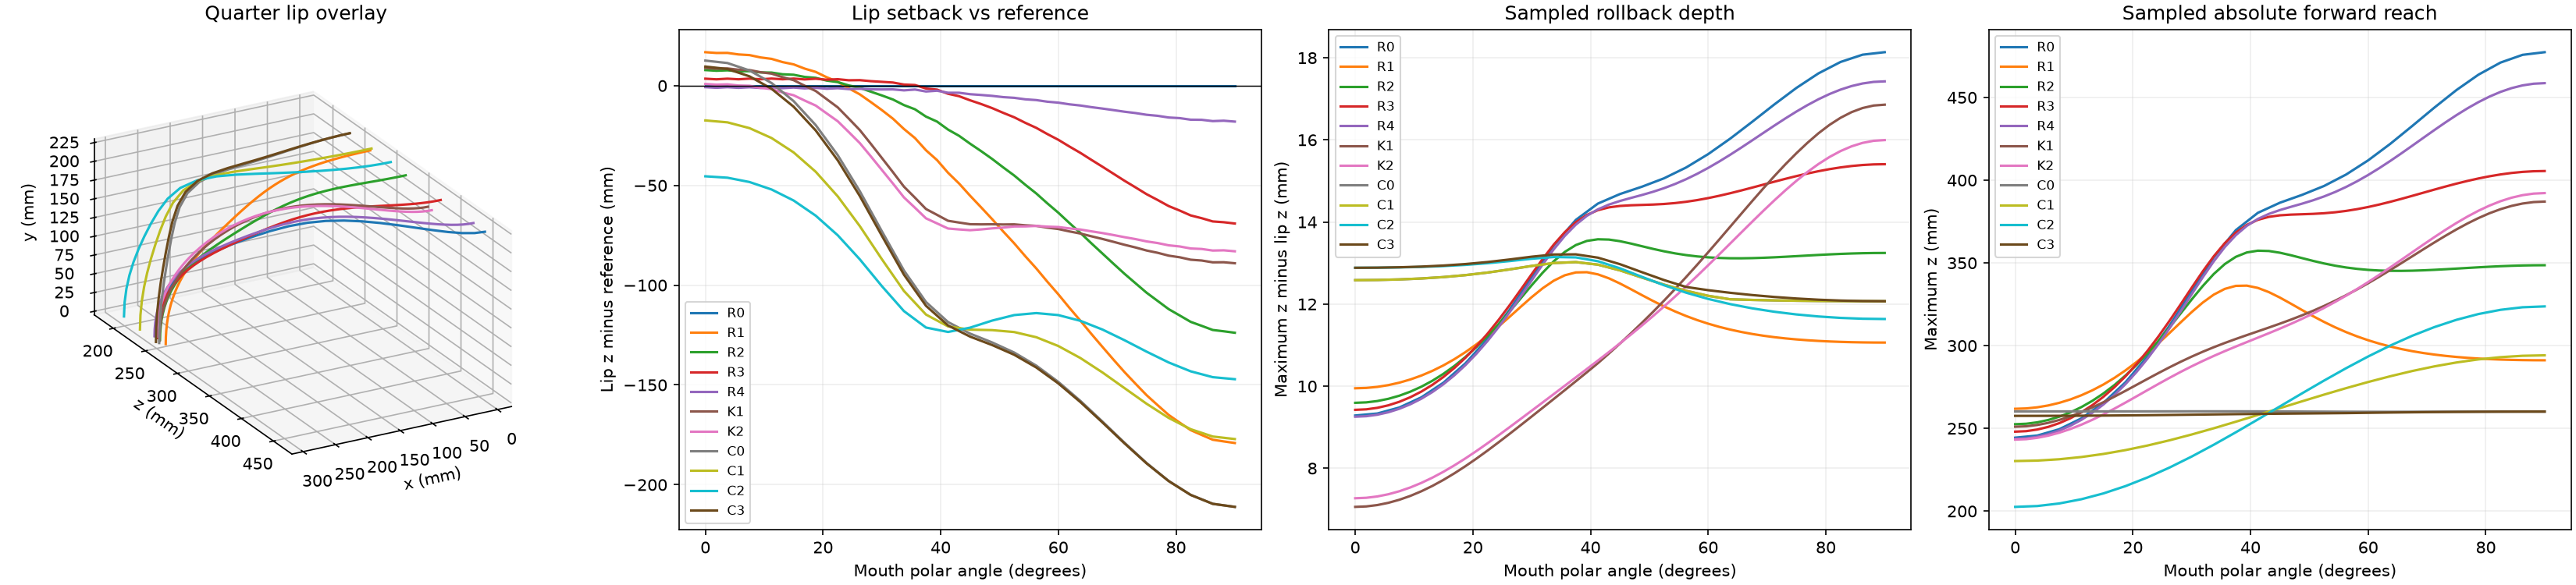 Quarter lip overlay
225
200
175
150
125
100
75
50
25
0
y (mm)
200
250
300
350
400
450
z (mm)
300
250
200
150
100
50
0
x (mm)
Lip setback vs reference
0
−50
−100
−150
−200
Lip z minus reference (mm)
R0
R1
R2
R3
R4
K1
K2
C0
C1
C2
C3
0
20
40
60
80
Mouth polar angle (degrees)
Sampled rollback depth
18
16
14
12
10
8
Maximum z minus lip z (mm)
R0
R1
R2
R3
R4
K1
K2
C0
C1
C2
C3
0
20
40
60
80
Mouth polar angle (degrees)
Sampled absolute forward reach
450
400
350
300
250
200
Maximum z (mm)
R0
R1
R2
R3
R4
K1
K2
C0
C1
C2
C3
0
20
40
60
80
Mouth polar angle (degrees)